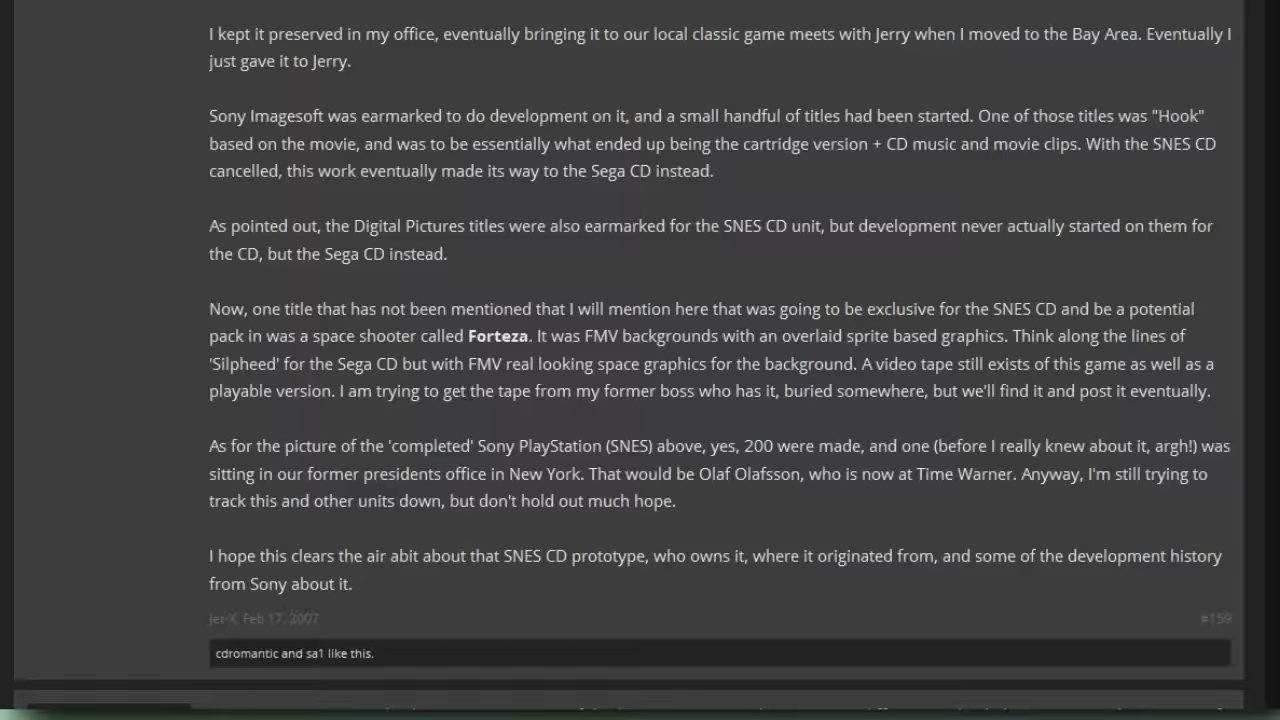 I kept it preserved in my office, eventually bringing it to our local classic game meets with Jerry when I moved to the Bay Area. Eventually I
just gave it to Jerry.
Sony Imagesoft was earmarked to do development on it, and a small handful of titles had been started. One of those titles was "Hook"
based on the movie, and was to be essentially what ended up being the cartridge version + CD music and movie clips. With the SNES CD
cancelled, this work eventually made its way to the Sega CD instead.
As pointed out, the Digital Pictures titles were also earmarked for the SNES CD unit, but development never actually started on them for
the CD, but the Sega CD instead.
Now, one title that has not been mentioned that I will mention here that was going to be exclusive for the SNES CD and be a potential
pack in was a space shooter called Forteza. It was FMV backgrounds with an overlaid sprite based graphics. Think along the lines of
'Silpheed' for the Sega CD but with FMV real looking space graphics for the background. A video tape still exists of this game as well as a
playable version. I am trying to get the tape from my former boss who has it, buried somewhere, but we'll find it and post it eventually.
As for the picture of the 'completed' Sony PlayStation (SNES) above, yes, 200 were made, and one (before I really knew about it, argh!) was
sitting in our former presidents office in New York. That would be Olaf Olafsson, who is now at Time Warner. Anyway, I'm still trying to
track this and other units down, but don't hold out much hope.
I hope this clears the air abit about that SNES CD prototype, who owns it, where it originated from, and some of the development history
from Sony about it.
Feb 17, 2007 #159
cdromantic and sa1 like this.